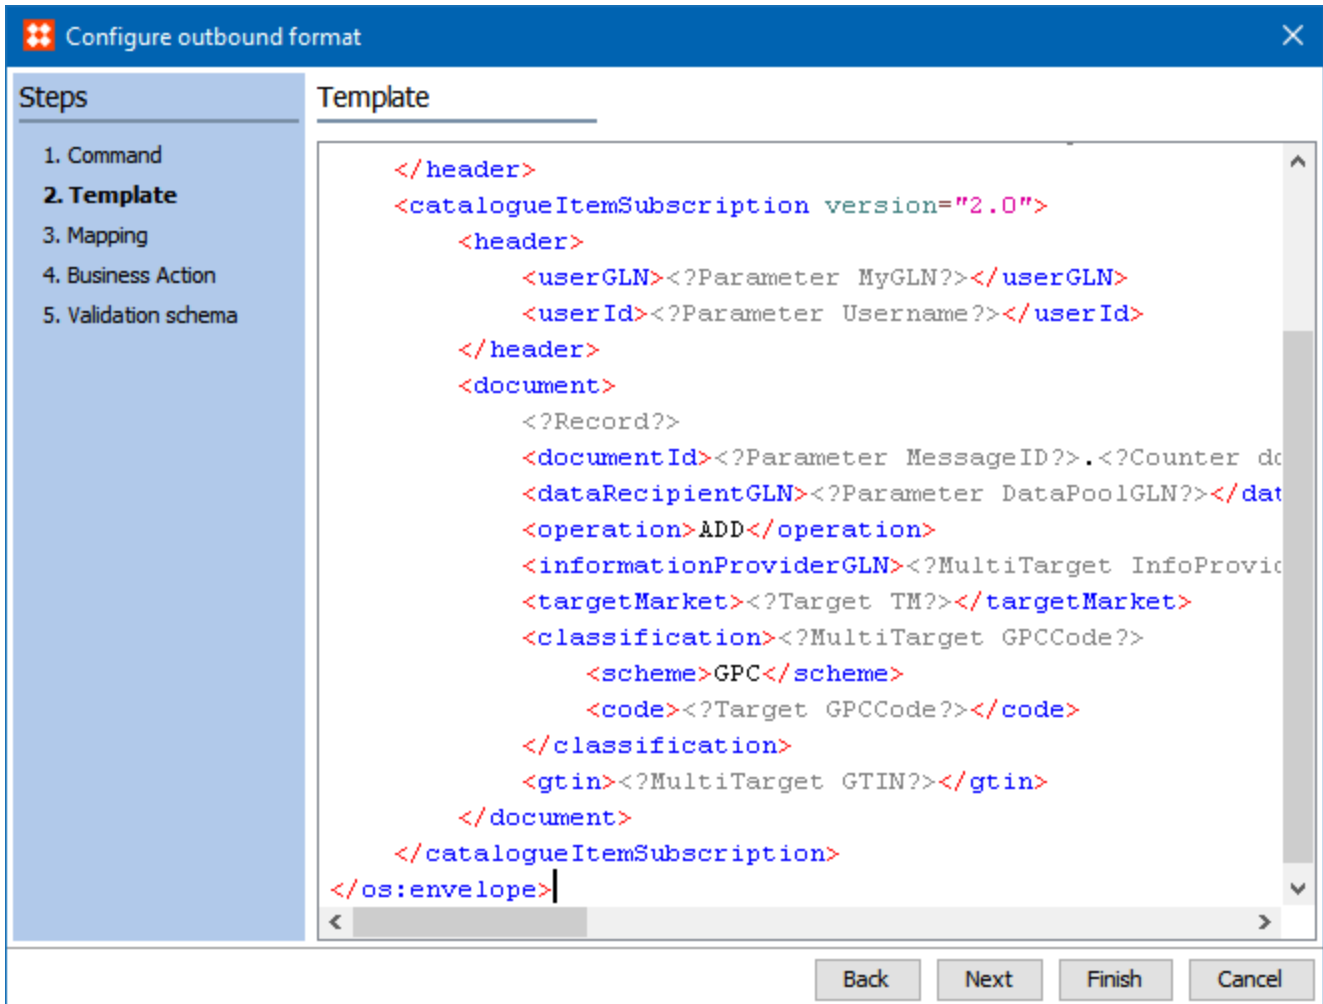 Configure outbound format
Steps
1. Command
2. Template
3. Mapping
4. Business Action
5. Validation schema
Template
</header>
<catalogueItemSubscription version="2.0">
<header>
<userGLN><?Parameter MyGLN?></userGLN>
<userId><?Parameter Username?></userId>
</header>
<document>
<?Record?>
<documentId><?Parameter MessageID?>.<?Counter
<dataRecipientGLN><?Parameter DataPoolGLN?></dat
<operation>ADD</operation>
<informationProviderGLN><?MultiTarget InfoProvid
<targetMarket><?Target TM?></targetMarket>
<classification><?MultiTarget GPCCode?>
<scheme>GPC</scheme>
<code><?Target GPCCode?></code>
</classification>
<gtin><?MultiTarget GTIN?></gtin>
</document>
</catalogueItemSubscription>
</os:envelope>
Back Next Finish Cancel